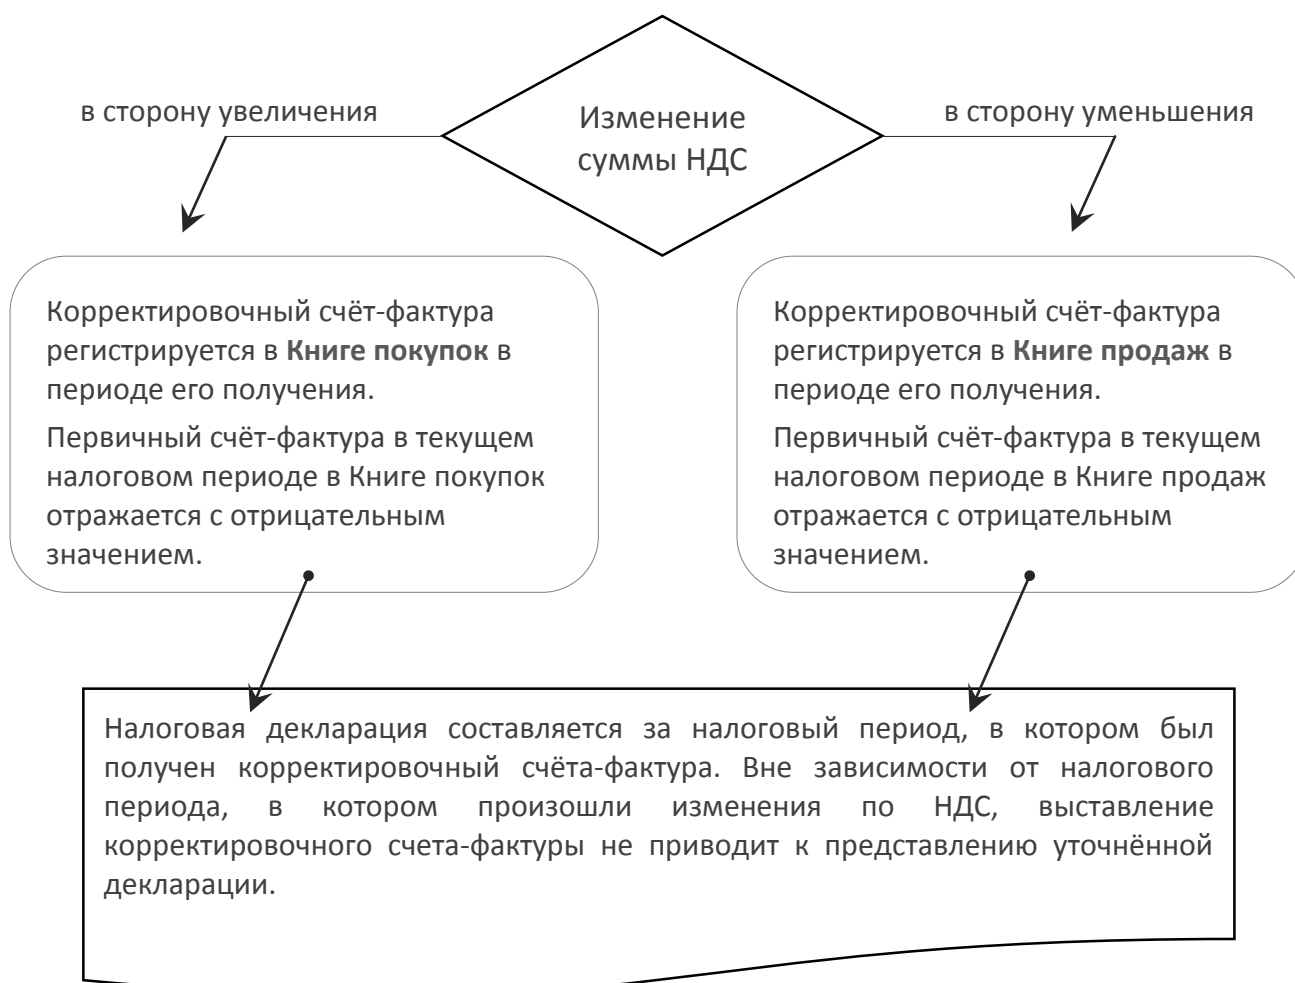 в сторону увеличения
Изменение
суммы НДС
в сторону уменьшения
Корректировочный счёт-фактура
регистрируется в Книге покупок в
периоде его получения.
Первичный счёт-фактура в текущем
налоговом периоде в Книге покупок
отражается с отрицательным
значением.
Корректировочный счёт-фактура
регистрируется в Книге продаж в
периоде его получения.
Первичный счёт-фактура в текущем
налоговом периоде в Книге продаж
отражается с отрицательным
значением.
Налоговая декларация составляется за налоговый период, в котором был
получен корректировочный счёта-фактура. Вне зависимости от налогового
периода, в котором произошли изменения по НДС, выставление
корректировочного счета-фактуры не приводит к представлению уточнённой
декларации.